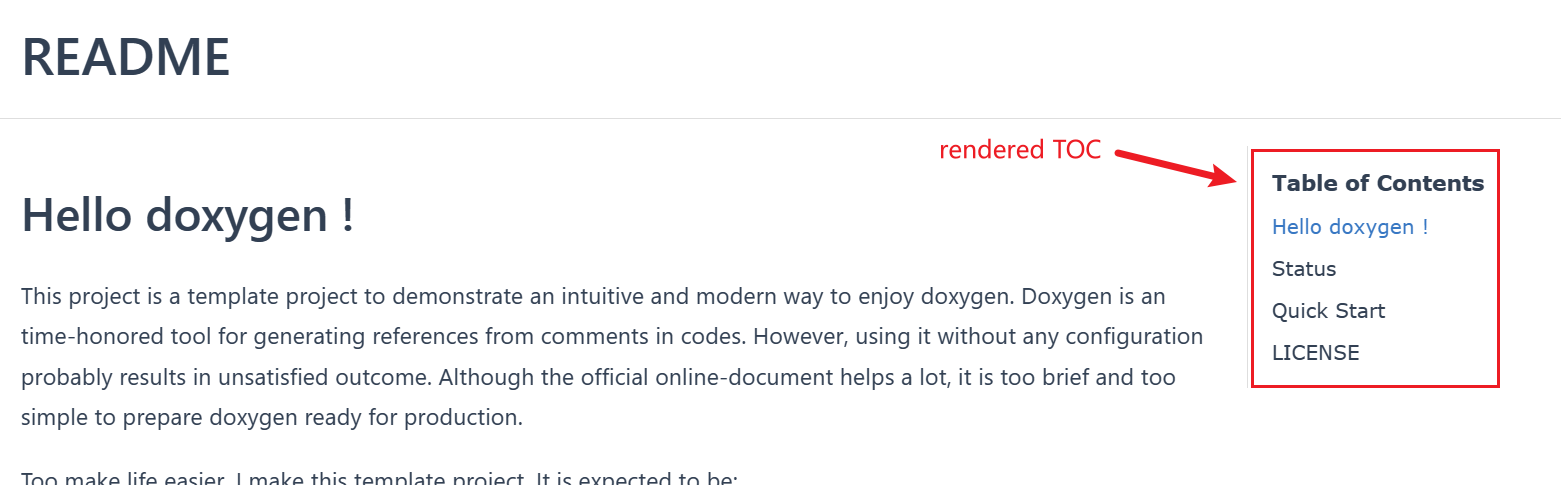 README
rendered TOC
Table of Contents
Hello doxygen !
Status
Quick Start
LICENSE
Hello doxygen !
This project is a template project to demonstrate an intuitive and modern way to enjoy doxygen. Doxygen is an
time-honored tool for generating references from comments in codes. However, using it without any configuration
probably results in unsatisfied outcome. Although the official online-document helps a lot, it is too brief and too
simple to prepare doxygen ready for production.
Too make life easier, I make this template project. It is expected to be: